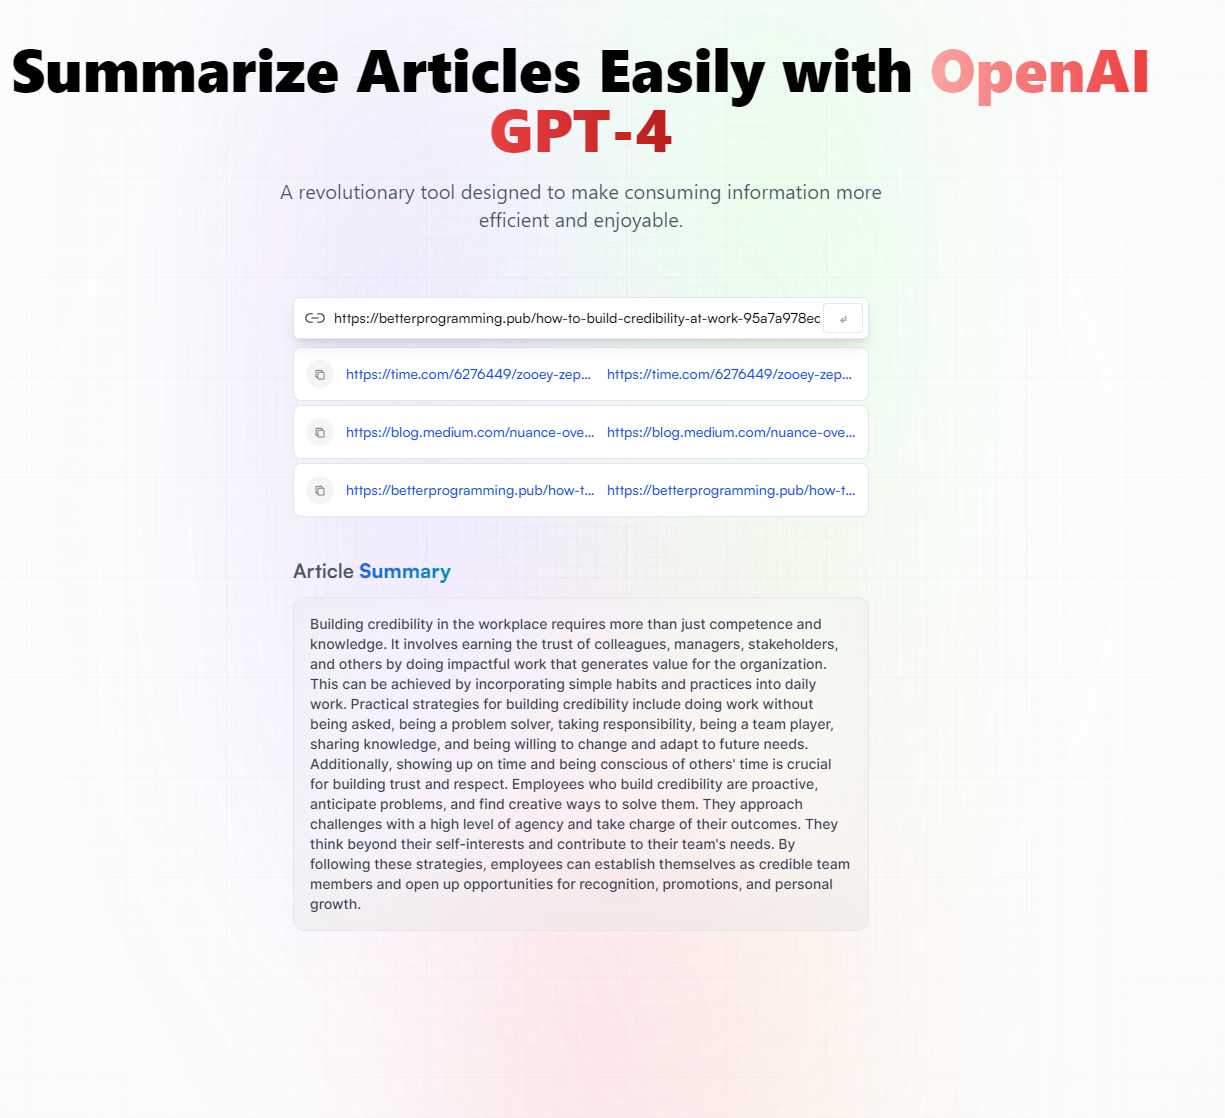 Summarize Articles Easily with OpenAI
GPT-4
A revolutionary tool designed to make consuming information more
efficient and enjoyable.
https://betterprogramming.pub/how-to-build-credibility-at-work-95a7a978ec
https://time.com/6276449/zooey-zep... https://time.com/6276449/zooey-zep...
https://blog.medium.com/nuance-ove... https://blog.medium.com/nuance-ove...
https://betterprogramming.pub/how-t... https://betterprogramming.pub/how-t...
Article Summary
Building credibility in the workplace requires more than just competence and
knowledge. It involves earning the trust of colleagues, managers, stakeholders,
and others by doing impactful work that generates value for the organization.
This can be achieved by incorporating simple habits and practices into daily
work. Practical strategies for building credibility include doing work without
being asked, being a problem solver, taking responsibility, being a team player,
sharing knowledge, and being willing to change and adapt to future needs.
Additionally, showing up on time and being conscious of others' time is crucial
for building trust and respect. Employees who build credibility are proactive,
anticipate problems, and find creative ways to solve them. They approach
challenges with a high level of agency and take charge of their outcomes. They
think beyond their self-interests and contribute to their team's needs. By
following these strategies, employees can establish themselves as credible team
members and open up opportunities for recognition, promotions, and personal
growth.